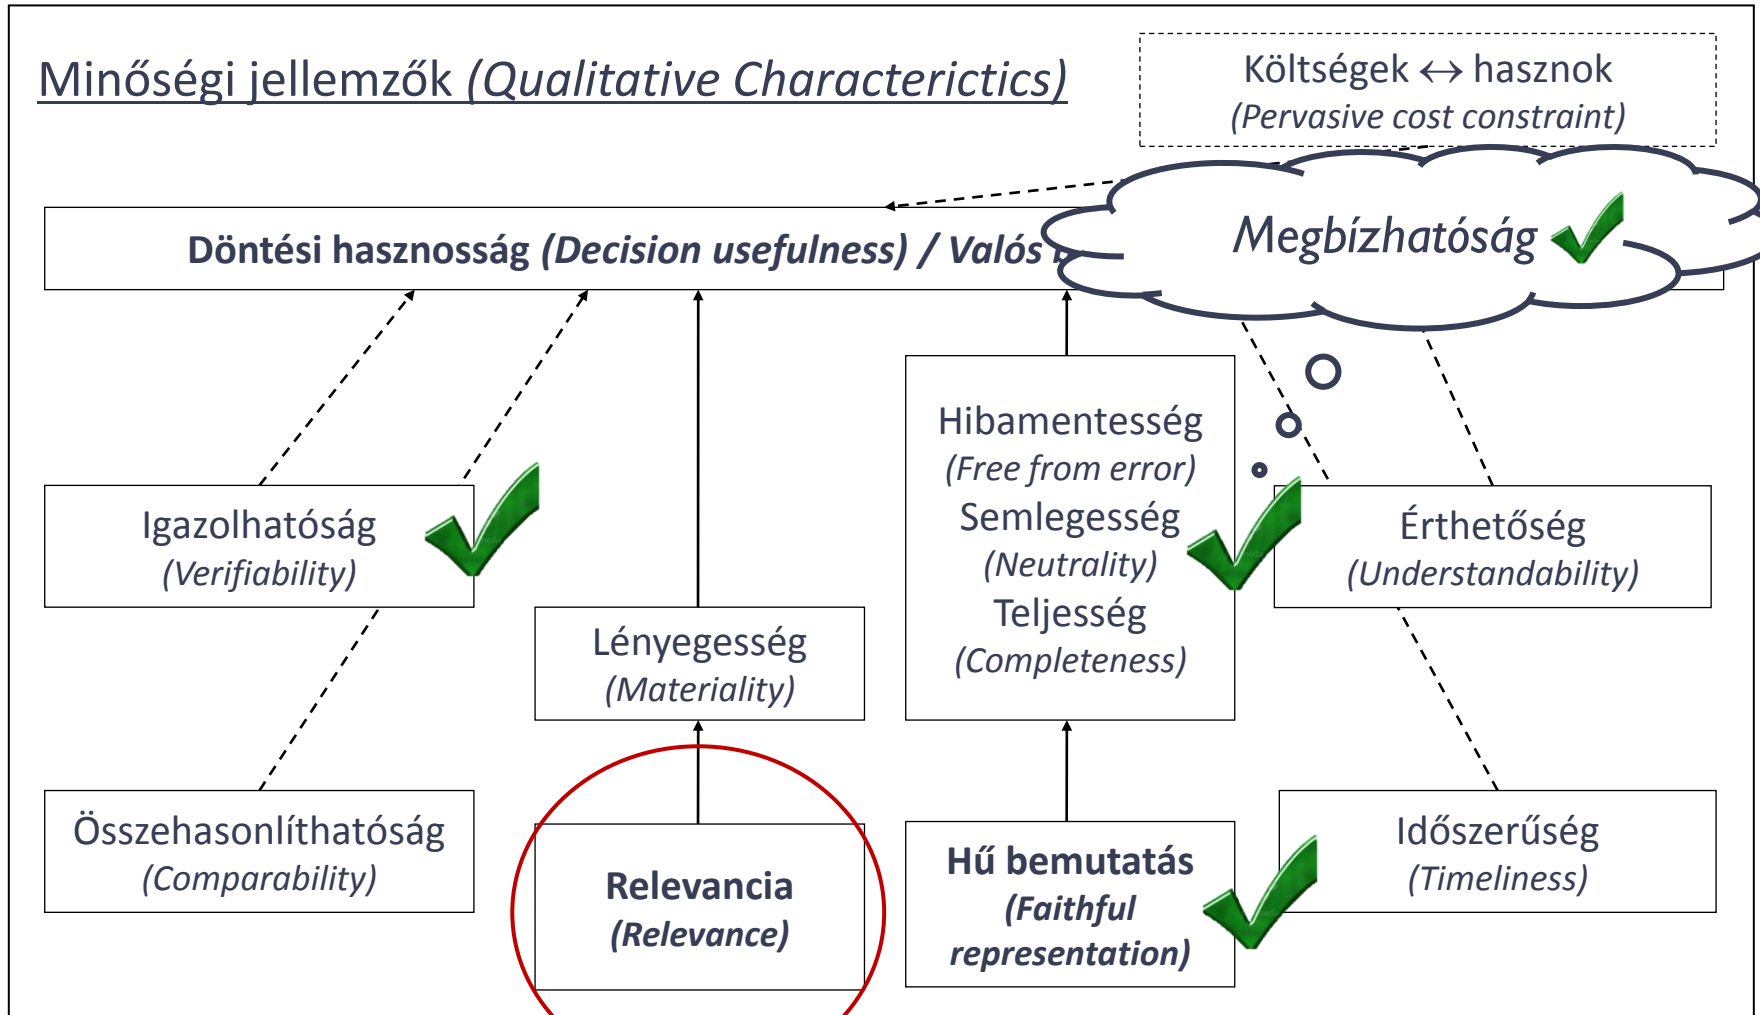 Minőségi jellemzők (Qualitative Characterictics)
Költségek ↔ hasznok
(Pervasive cost constraint)
Megbízhatóság
Döntési hasznosság (Decision usefulness) / Valós
Hibamentesség
(Free from error)
Semlegesség
(Neutrality)
Teljesség
(Completeness)
Igazolhatóság
(Verifiability)
Érthetőség
(Understandability)
Lényegesség
(Materiality)
Összehasonlíthatóság
(Comparability)
Relevancia
(Relevance)
Hű bemutatás
(Faithful
representation)
Időszerűség
(Timeliness)